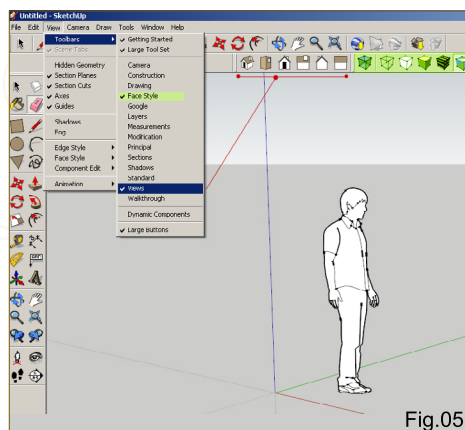 Untitled - SketchUp
File Edit View Camera Draw Tools Window Help
Toolbars
Scene Tabs
Hidden Geometry
Section Planes
Section Cuts
Axes
Guides
Shadows
Fog
Edge Style
Face Style
Component Edit
Animation
Getting Started
Large Tool Set
Camera
Construction
Drawing
Face Style
Google
Layers
Measurements
Modification
Principal
Sections
Shadows
Standard
Views
Walkthrough
Dynamic Components
Large Buttons
Fig.05